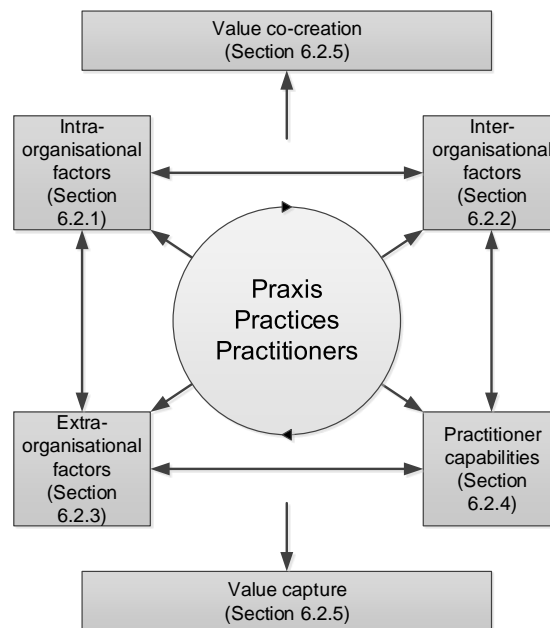 Value co-creation
(Section 6.2.5)
Intra-
organisational
factors
(Section
6.2.1)
Inter-
organisational
factors
(Section
6.2.2)
Praxis
Practices
Practitioners
Extra-
organisational
factors
(Section
6.2.3)
Practitioner
capabilities
(Section
6.2.4)
Value capture
(Section 6.2.5)